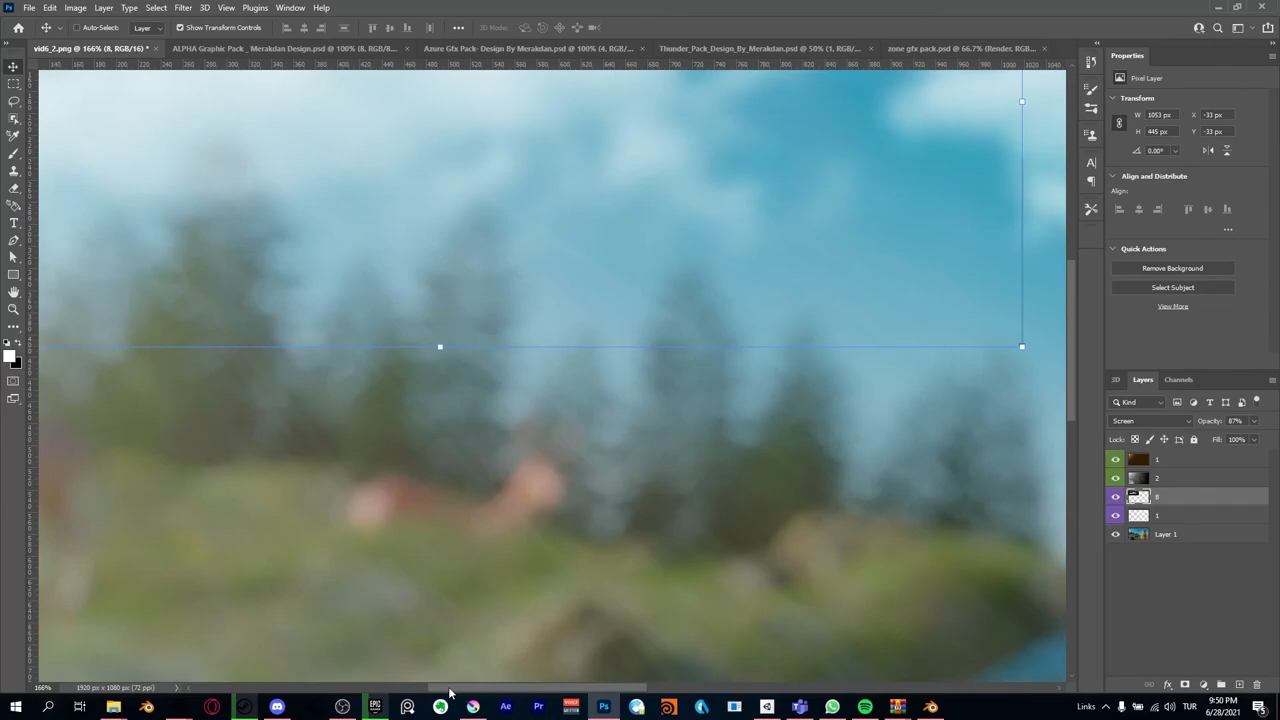 File Edit Image Layer Type Select Filter 3D View Plugins Window Help
Auto-Select: Layer Show Transform Controls 3D Mode:
vid6_2.png @ 166% (8, RGB/16) * ALPHA Graphic Pack _ Merakdan Design.psd @ 100% (8, RGB/8... Azure Gfx Pack- Design By Merakdan.psd @ 100% (4, RGB/... Thunder_Pack_Design_By_Merakdan.psd @ 50% (1, RGB/... zone gfx pack.psd @ 66.7% (Render, RGB...
Properties
Pixel Layer
Transform
W 1053 px X -33 px
H 445 px Y -33 px
0.00°
Align and Distribute
Align:
Quick Actions
Remove Background
Select Subject
View More
3D Layers Channels
Kind
Screen Opacity: 87%
Lock: Fill: 100%
1
2
8
1
Layer 1
166% 1920 px x 1080 px (72 ppi)
Links TUR 9:50 PM
6/28/2021